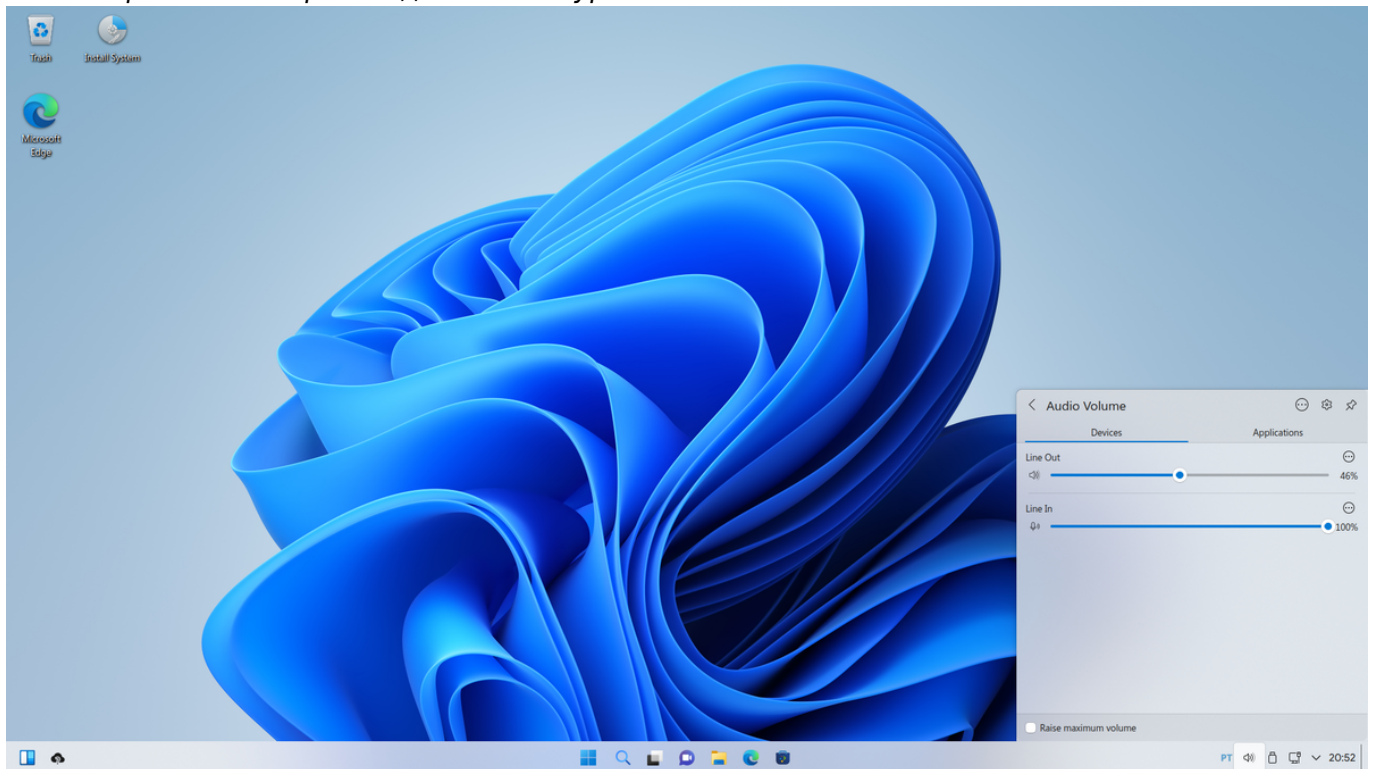 Trash
Install System
Microsoft
Edge
Audio Volume
Devices
Applications
Line Out
46%
Line In
100%
Raise maximum volume
PT
20:52